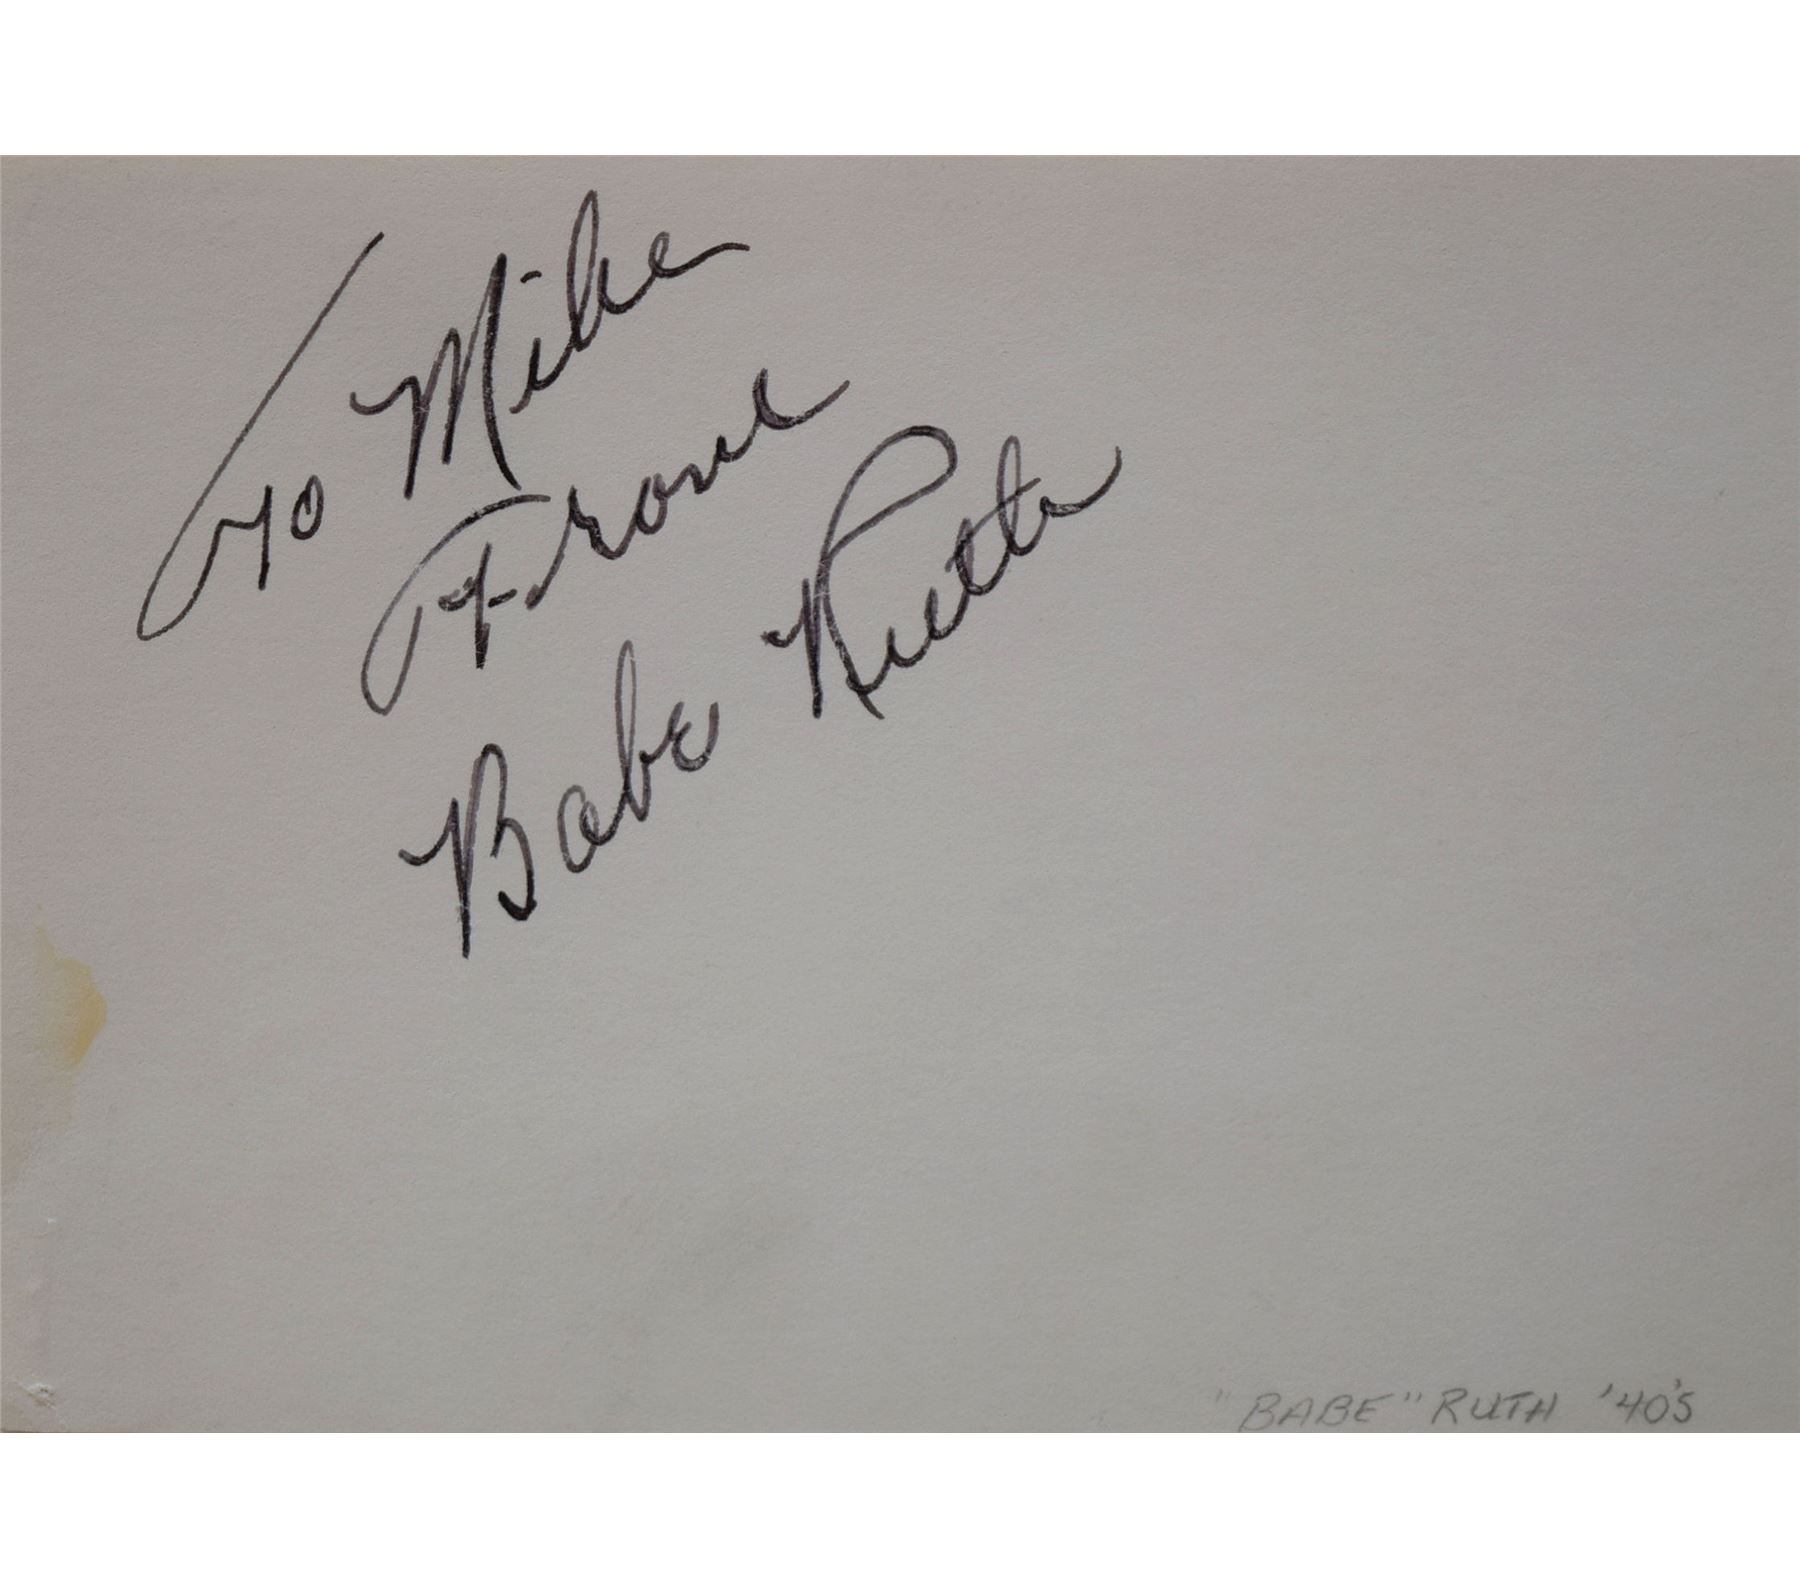 To Mike
From
Babe Ruth
"BABE" RUTH '40'S